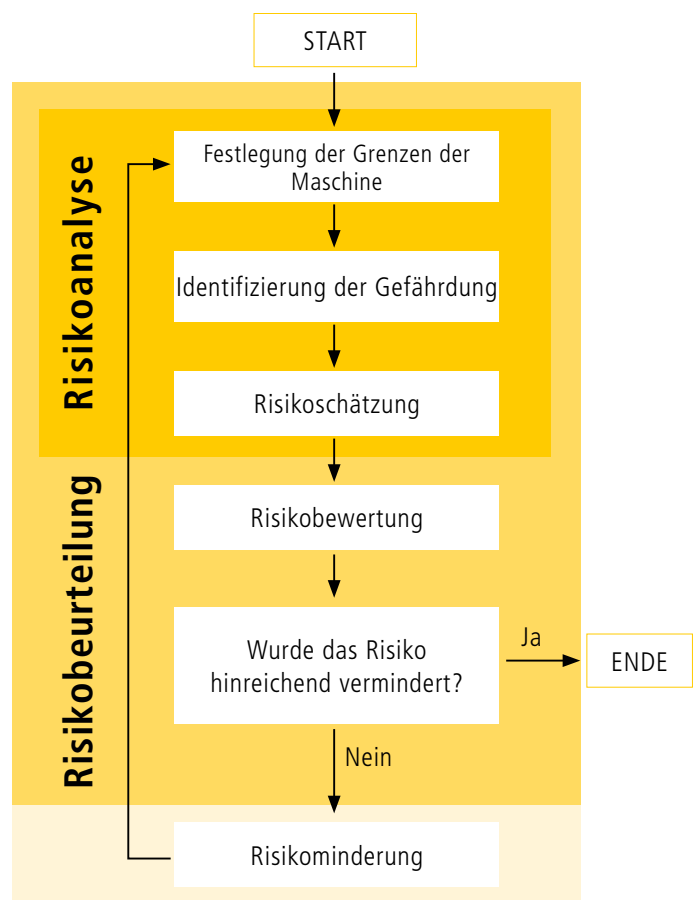 START
Risikoanalyse
Festlegung der Grenzen der
Maschine
Identifizierung der Gefährdung
Risikoschätzung
Risikobeurteilung
Risikobewertung
Wurde das Risiko
hinreichend vermindert?
Ja
ENDE
Nein
Risikominderung